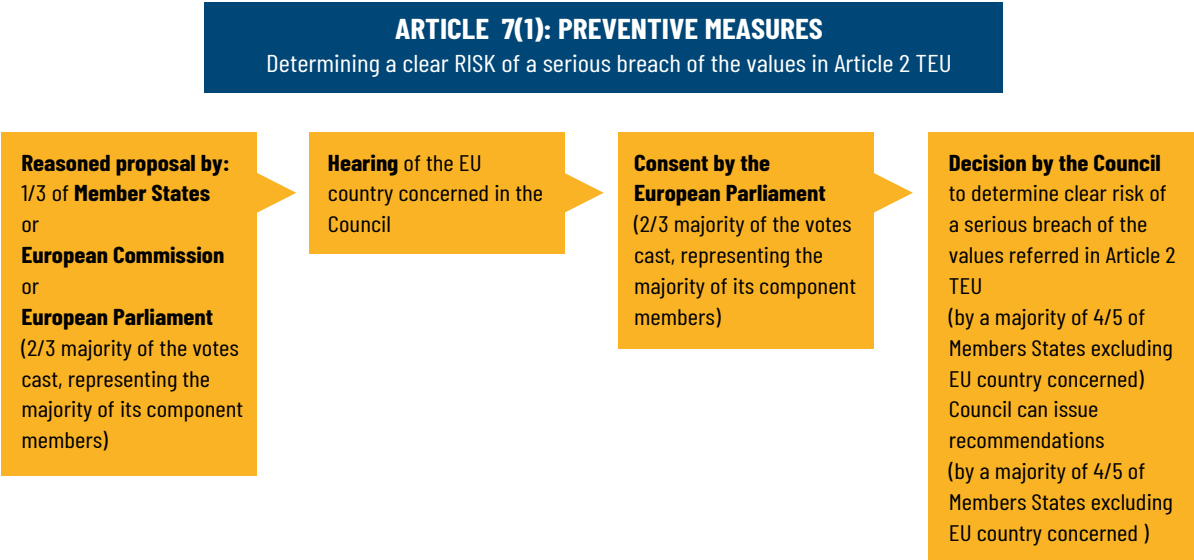 ARTICLE 7(1): PREVENTIVE MEASURES
Determining a clear RISK of a serious breach of the values in Article 2 TEU
Reasoned proposal by:
1/3 of Member States
or
European Commission
or
European Parliament
(2/3 majority of the votes
cast, representing the
majority of its component
members)
Hearing of the EU
country concerned in the
Council
Consent by the
European Parliament
(2/3 majority of the votes
cast, representing the
majority of its component
members)
Decision by the Council
to determine clear risk of
a serious breach of the
values referred in Article 2
TEU
(by a majority of 4/5 of
Members States excluding
EU country concerned)
Council can issue
recommendations
(by a majority of 4/5 of
Members States excluding
EU country concerned )